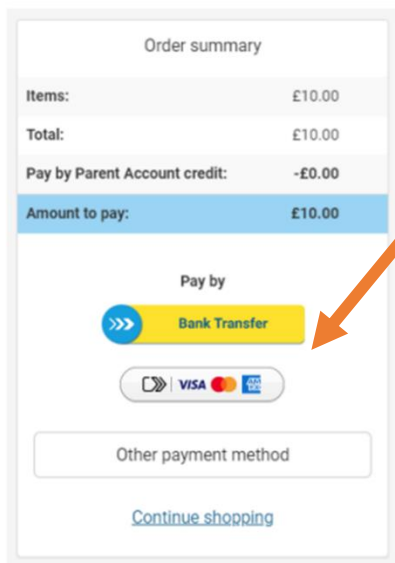 Order summary
Items: £10.00
Total: £10.00
Pay by Parent Account credit: -£0.00
Amount to pay: £10.00
Pay by
Bank Transfer
VISA
Other payment method
Continue shopping